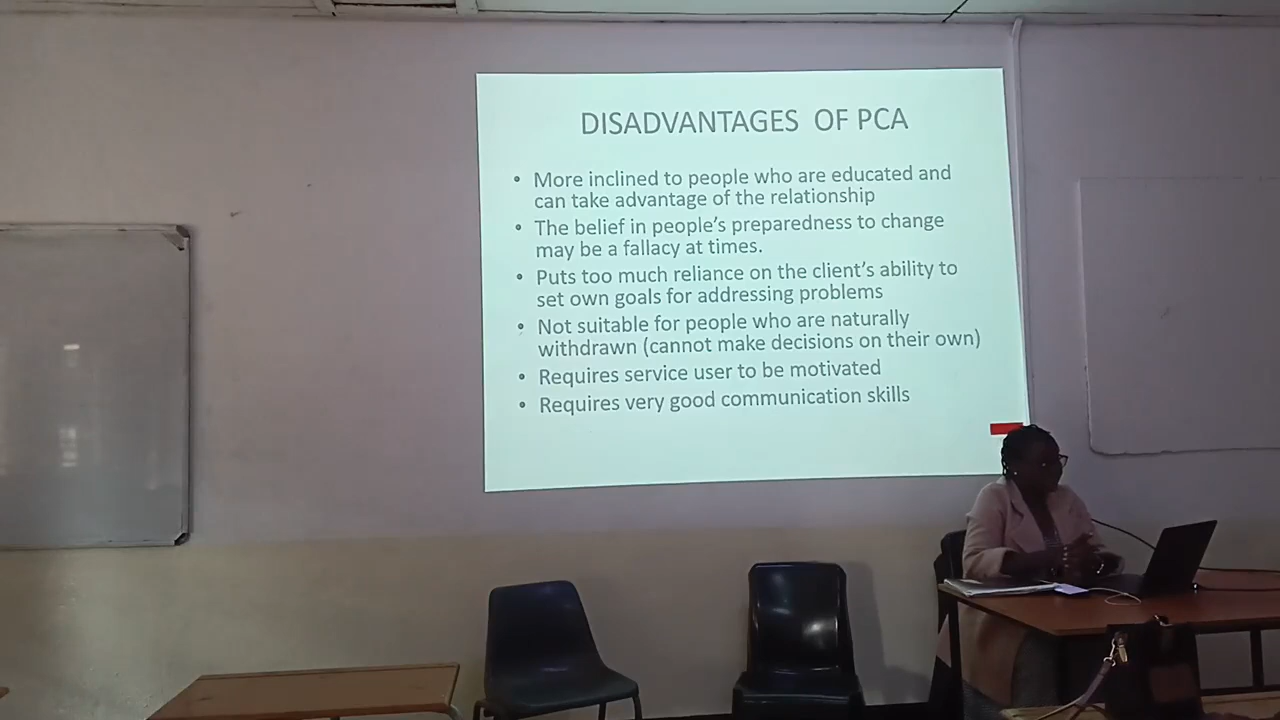 DISADVANTAGES OF PCA
• More inclined to people who are educated and
can take advantage of the relationship
• The belief in people's preparedness to change
may be a fallacy at times.
• Puts too much reliance on the client's ability to
set own goals for addressing problems
• Not suitable for people who are naturally
withdrawn (cannot make decisions on their own)
• Requires service user to be motivated
• Requires very good communication skills